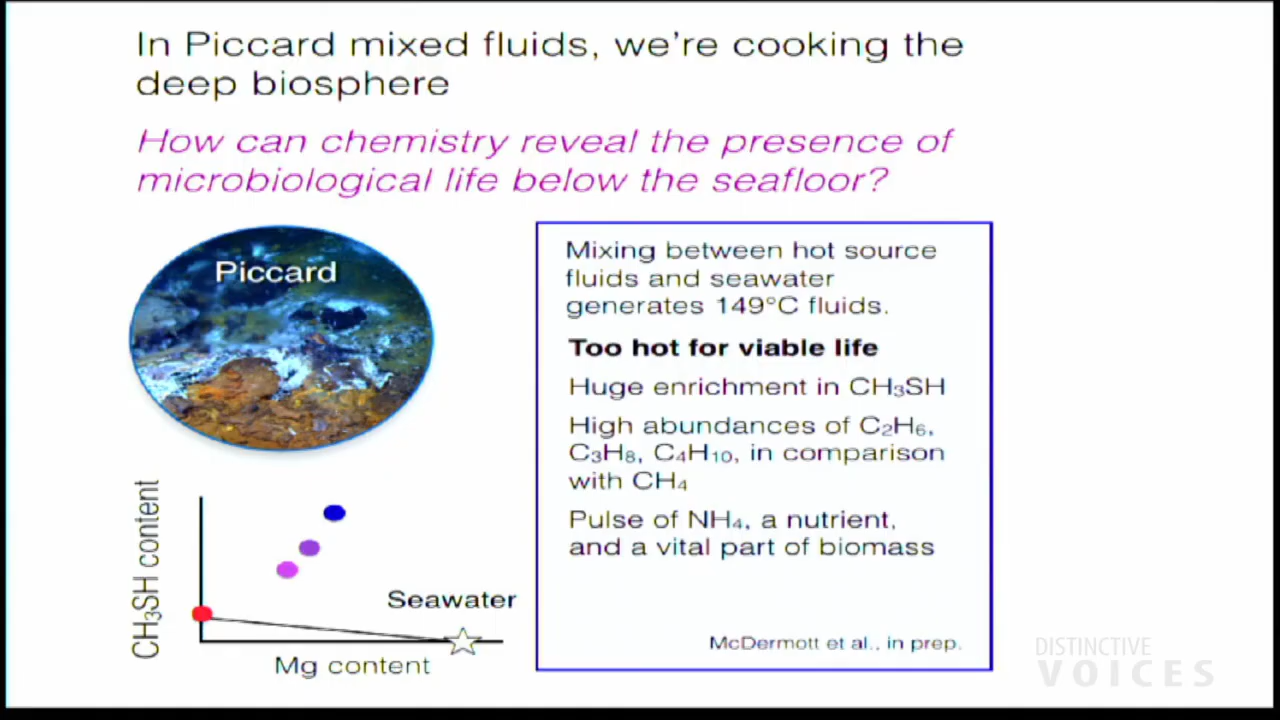 In Piccard mixed fluids, we're cooking the
deep biosphere
How can chemistry reveal the presence of
microbiological life below the seafloor?
Piccard
Mixing between hot source
fluids and seawater
generates 149°C fluids.
Too hot for viable life
Huge enrichment in CH₃SH
High abundances of C₂H₆,
C₃H₈, C₄H₁₀, in comparison
with CH₄
Pulse of NH₄, a nutrient,
and a vital part of biomass
McDermott et al., in prep.
CH₃SH content
Seawater
Mg content
DISTINCTIVE
VOICES